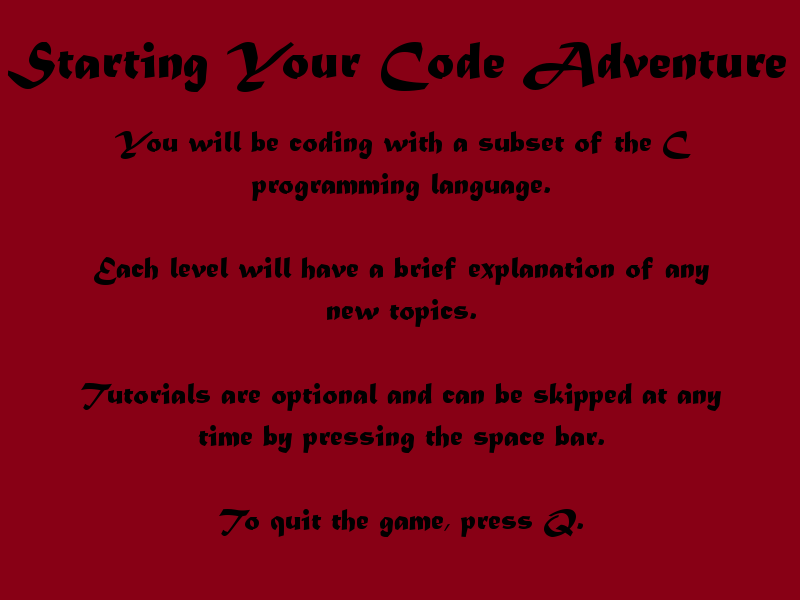 Starting Your Code Adventure
You will be coding with a subset of the C
programming language.
Each level will have a brief explanation of any
new topics.
Tutorials are optional and can be skipped at any
time by pressing the space bar.
To quit the game, press Q.